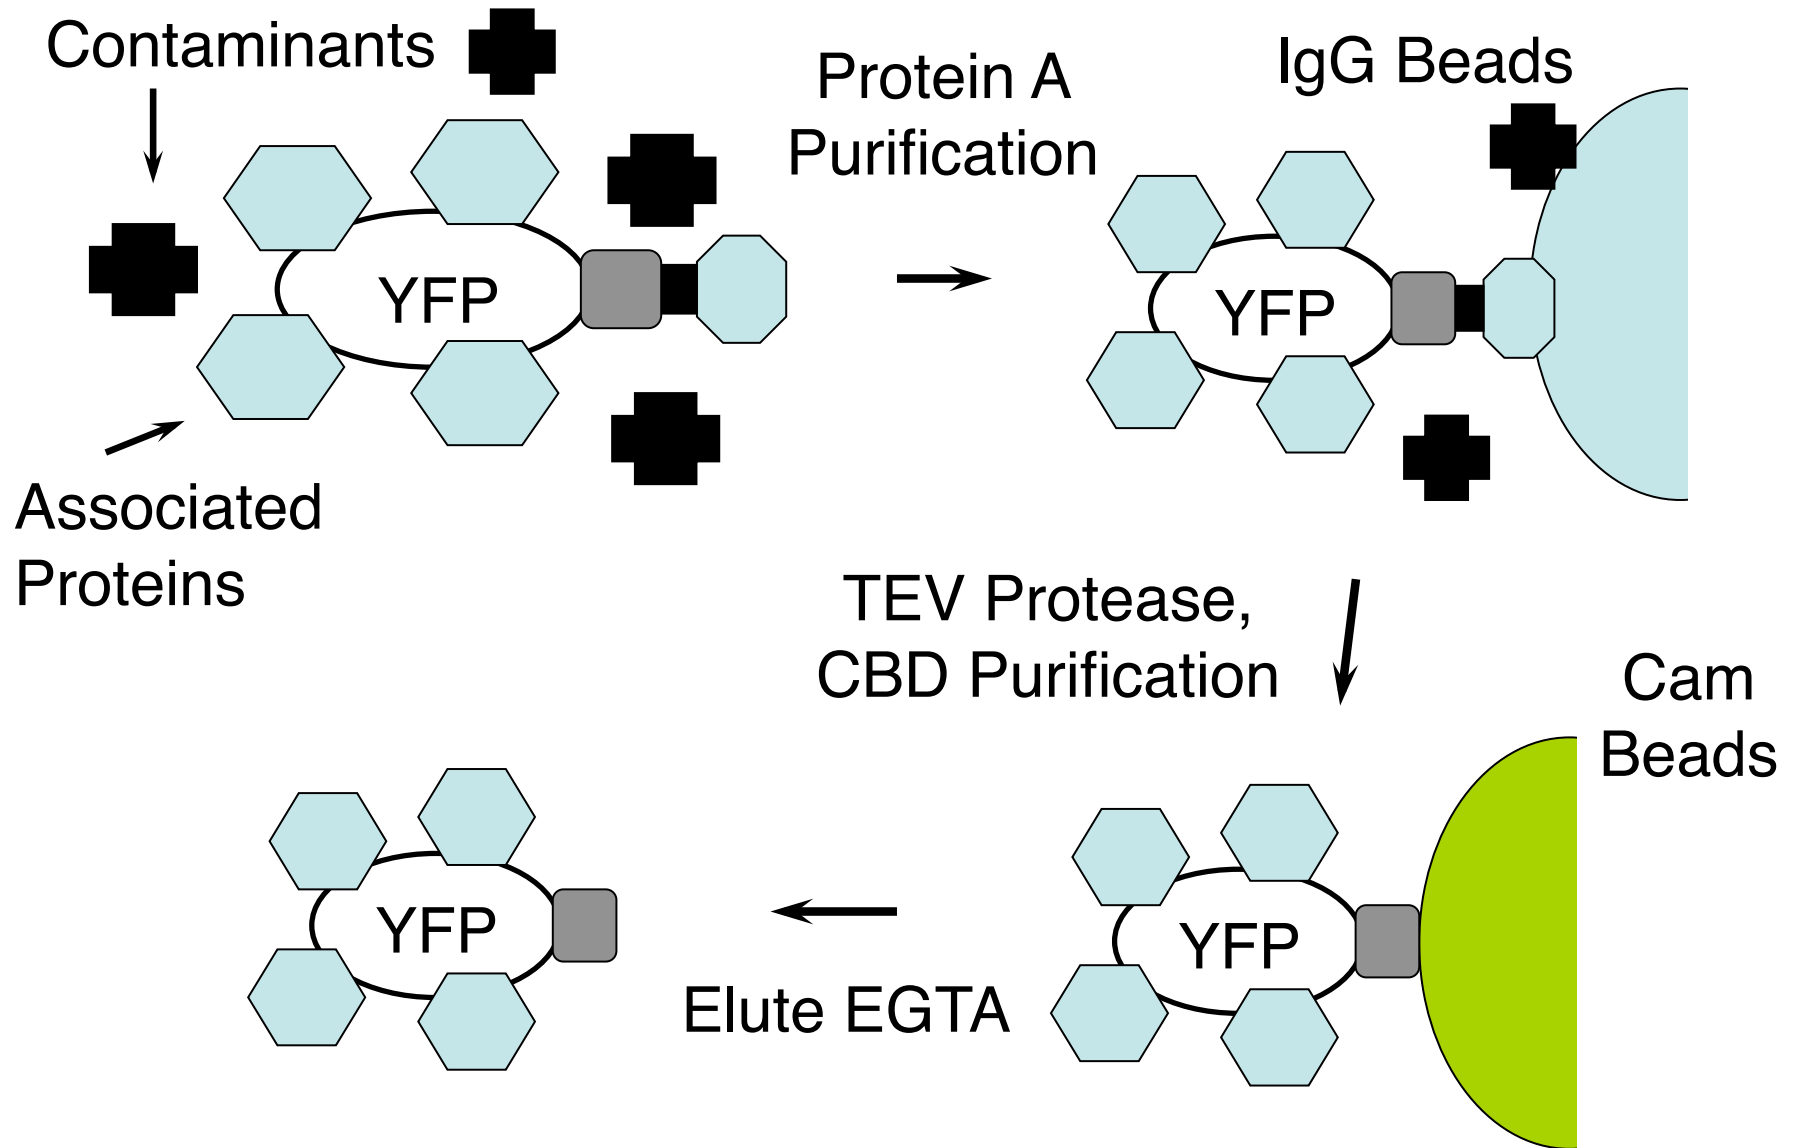 Contaminants
Protein A
Purification
IgG Beads
YFP
YFP
Associated
Proteins
TEV Protease,
CBD Purification
Cam
Beads
YFP
YFP
Elute EGTA